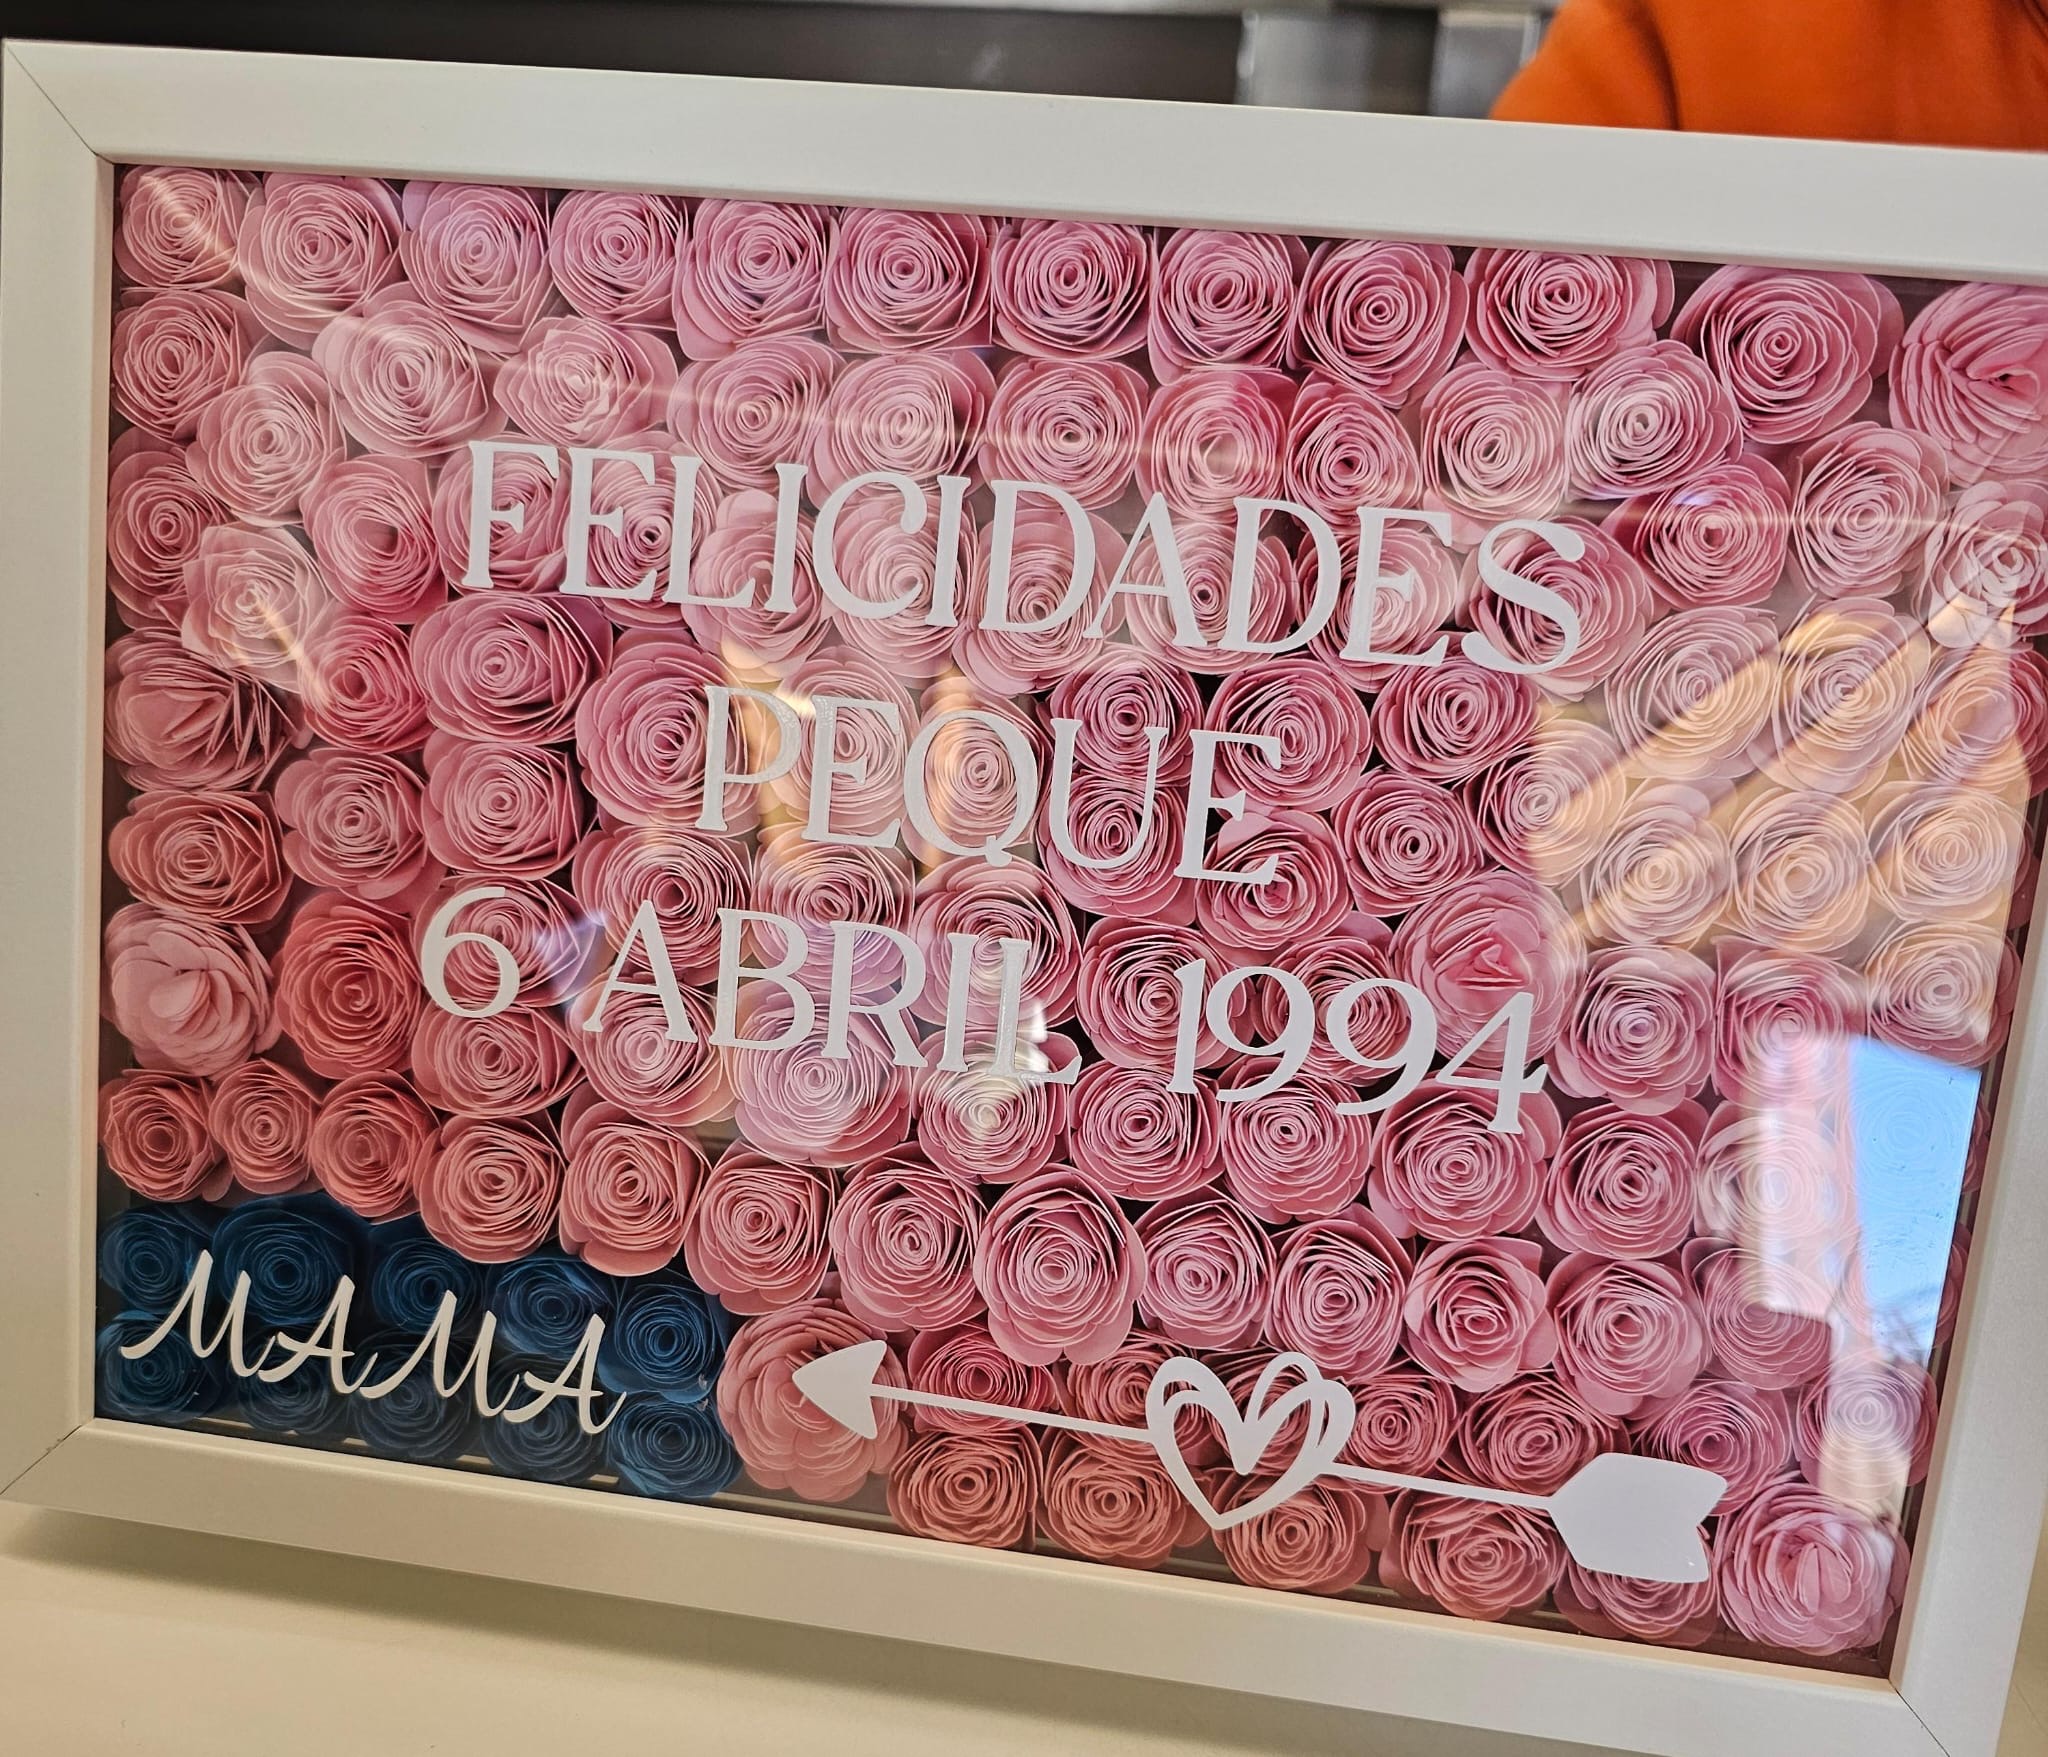 FELICIDADES
PEQUE
6 ABRIL 1994
MAMA